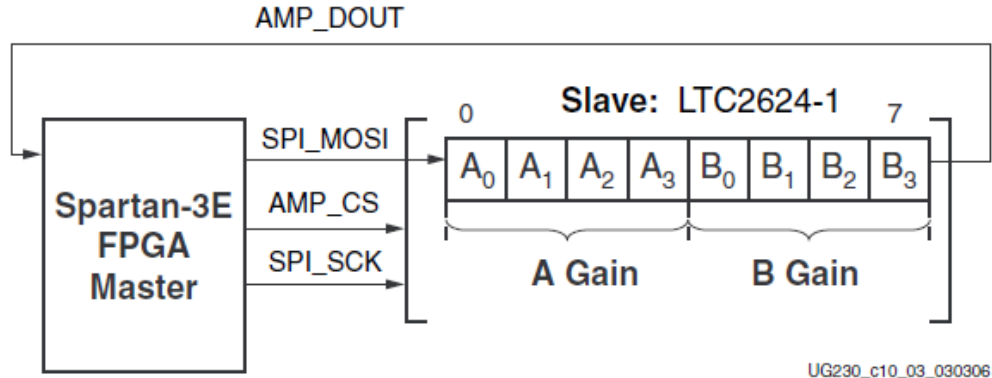 AMP_DOUT
Slave: LTC2624-1
0 7
SPI_MOSI
A0 A1 A2 A3 B0 B1 B2 B3
Spartan-3E
FPGA
Master
AMP_CS
SPI_SCK
A Gain B Gain
UG230_c10_03_030306